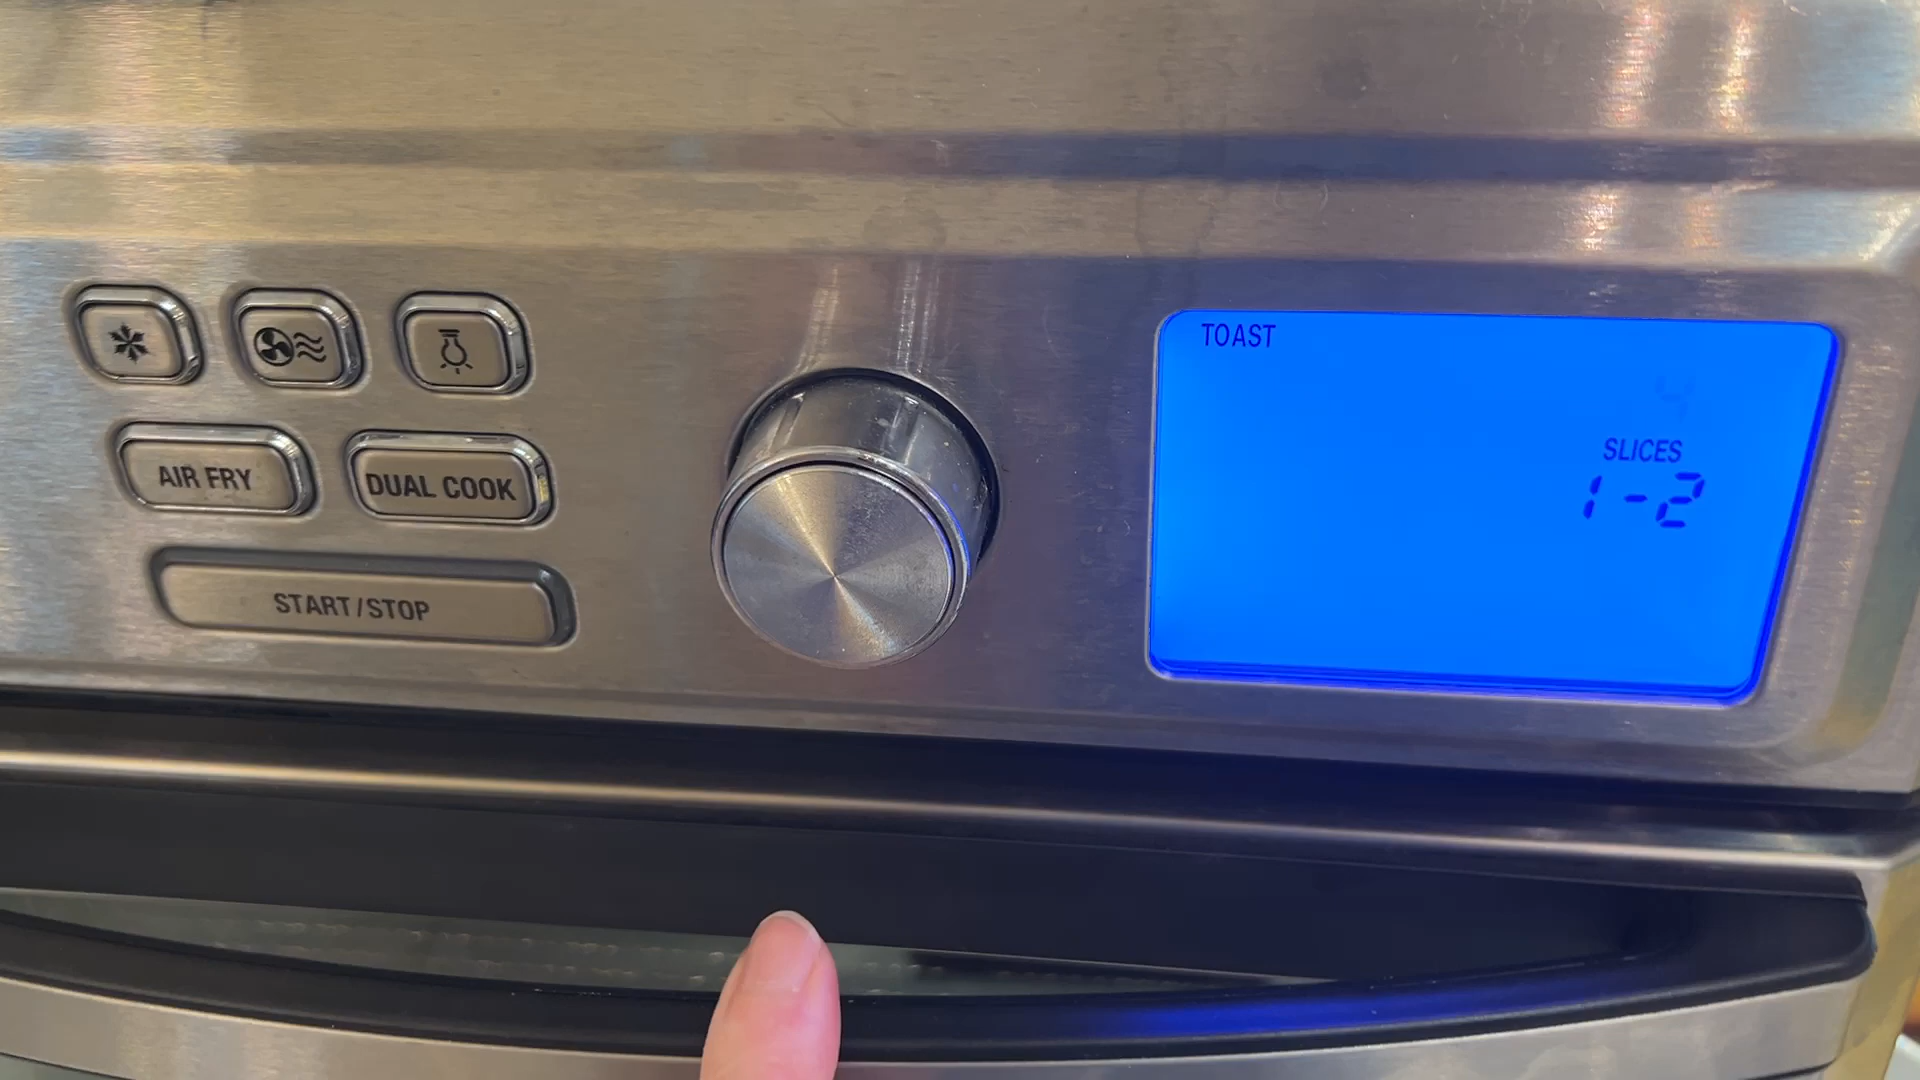 TOAST
SLICES
1-2
AIR FRY
DUAL COOK
START/STOP